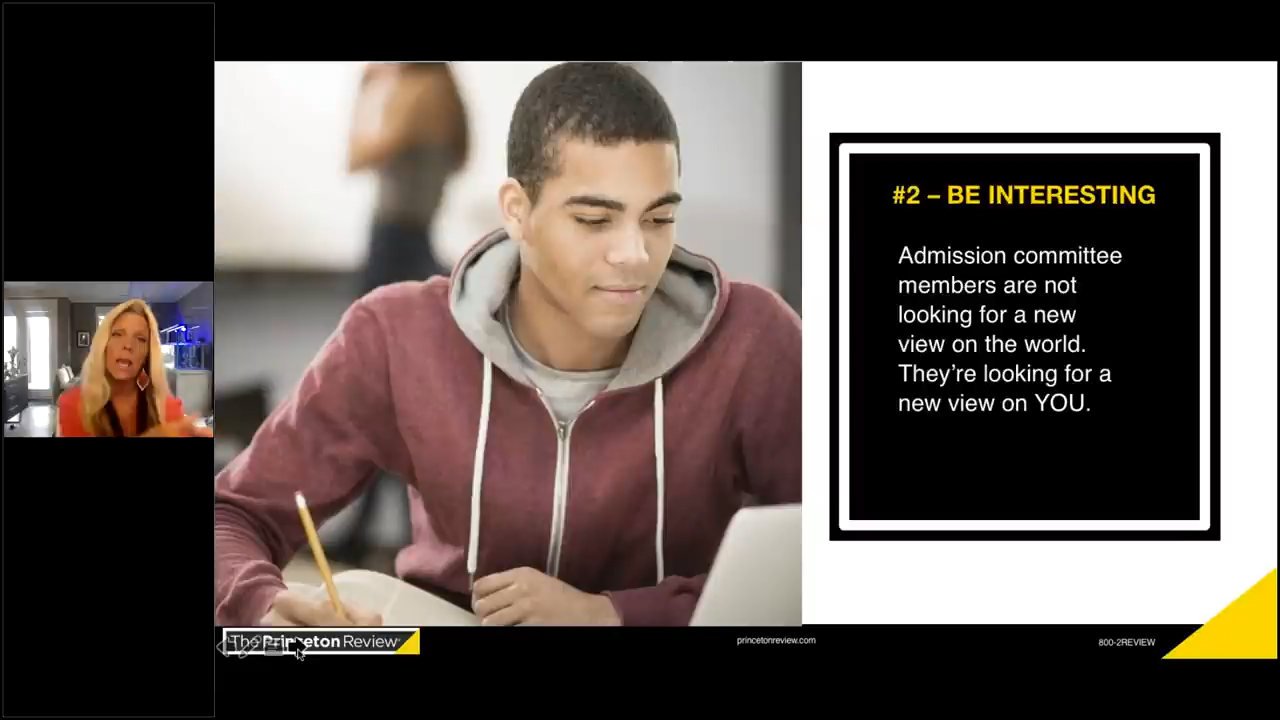 #2 – BE INTERESTING
Admission committee
members are not
looking for a new
view on the world.
They're looking for a
new view on YOU.
The Princeton Review
princetonreview.com
800-2REVIEW